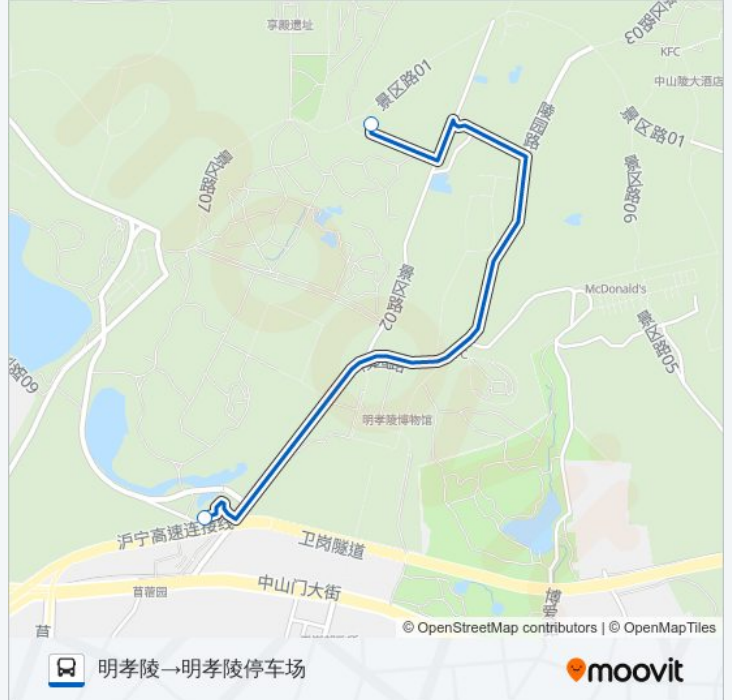 享殿遗址
景区路03
KFC
中山陵大酒店
景区路01
陵园路
景区路01
景区路07
景区路06
景区路02
McDonald's
景区路05
明孝陵博物馆
沪宁高速连接线
卫岗隧道
中山门大街
苜蓿园
博爱
苜
© OpenStreetMap contributors | © OpenMapTiles
明孝陵→明孝陵停车场
moovit